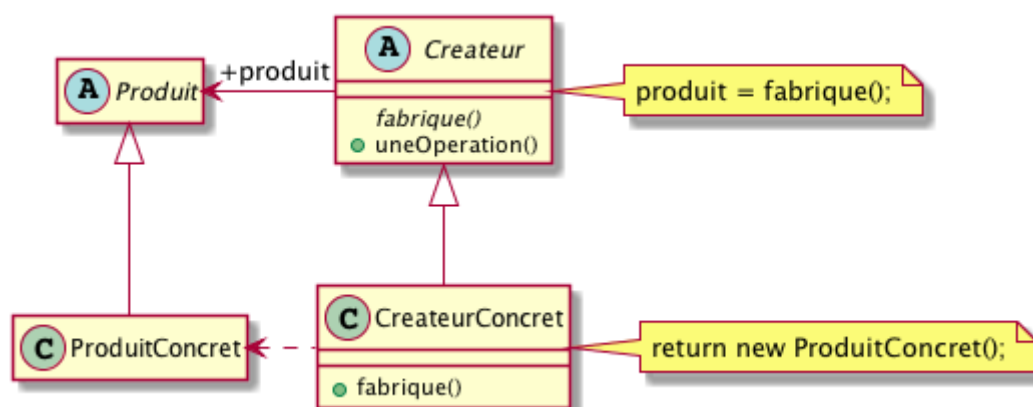 A Produit
+produit
A Createur
fabrique()
uneOperation()
produit = fabrique();
C ProduitConcret
C CreateurConcret
fabrique()
return new ProduitConcret();